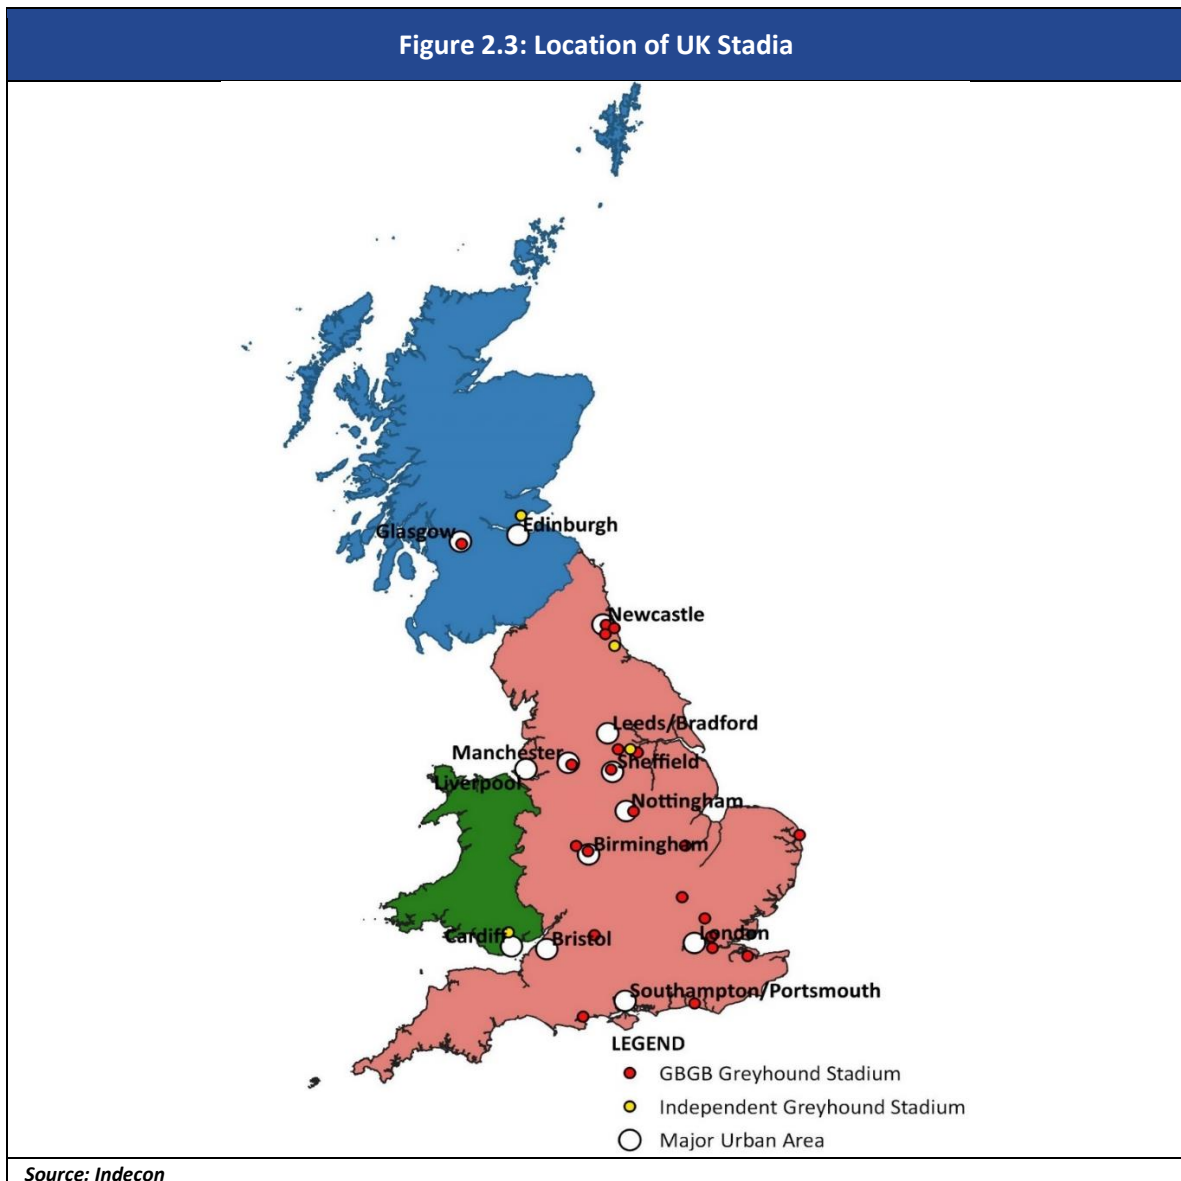 Figure 2.3: Location of UK Stadia
Glasgow
Edinburgh
Newcastle
Leeds/Bradford
Manchester
Sheffield
Liverpool
Nottingham
Birmingham
Cardiff
Bristol
London
Southampton/Portsmouth
LEGEND
GBGB Greyhound Stadium
Independent Greyhound Stadium
Major Urban Area
Source: Indecon